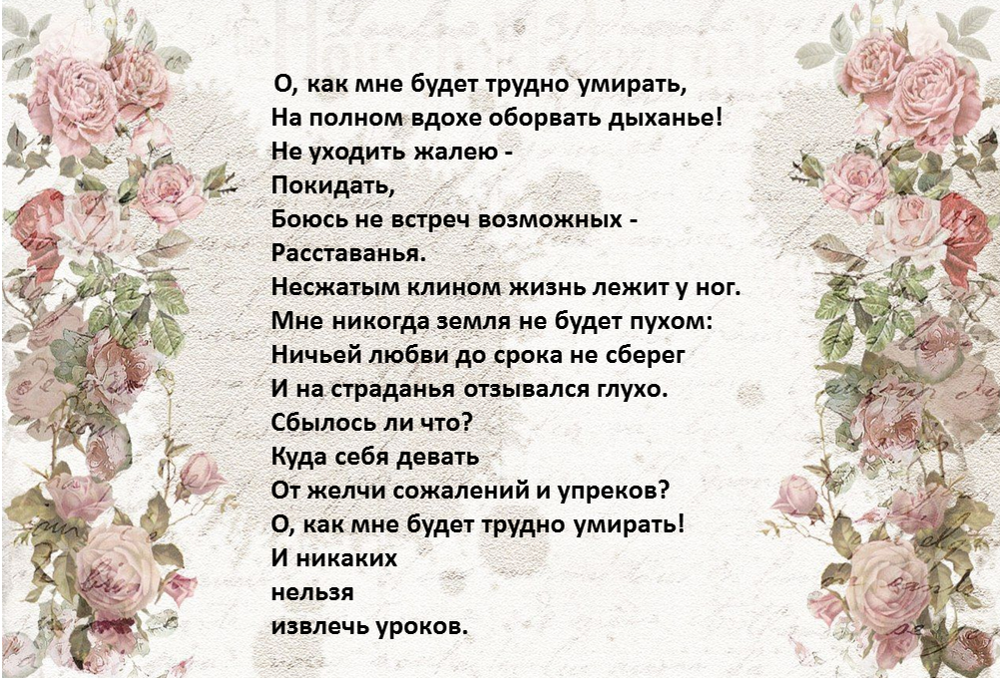 О, как мне будет трудно умирать,
На полном вдохе оборвать дыханье!
Не уходить жалею -
Покидать,
Боюсь не встреч возможных -
Расставанья.
Несжатым клином жизнь лежит у ног.
Мне никогда земля не будет пухом:
Ничьей любви до срока не сберег
И на страданья отзывался глухо.
Сбылось ли что?
Куда себя девать
От желчи сожалений и упреков?
О, как мне будет трудно умирать!
И никаких
нельзя
извлечь уроков.